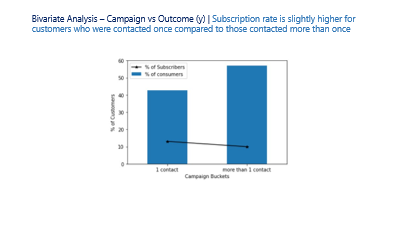 Bivariate Analysis – Campaign vs Outcome (y) | Subscription rate is slightly higher for
customers who were contacted once compared to those contacted more than once
% of Subscribers
% of consumers
60
50
40
30
20
10
0
% of Customers
1 contact
more than 1 contact
Campaign Buckets